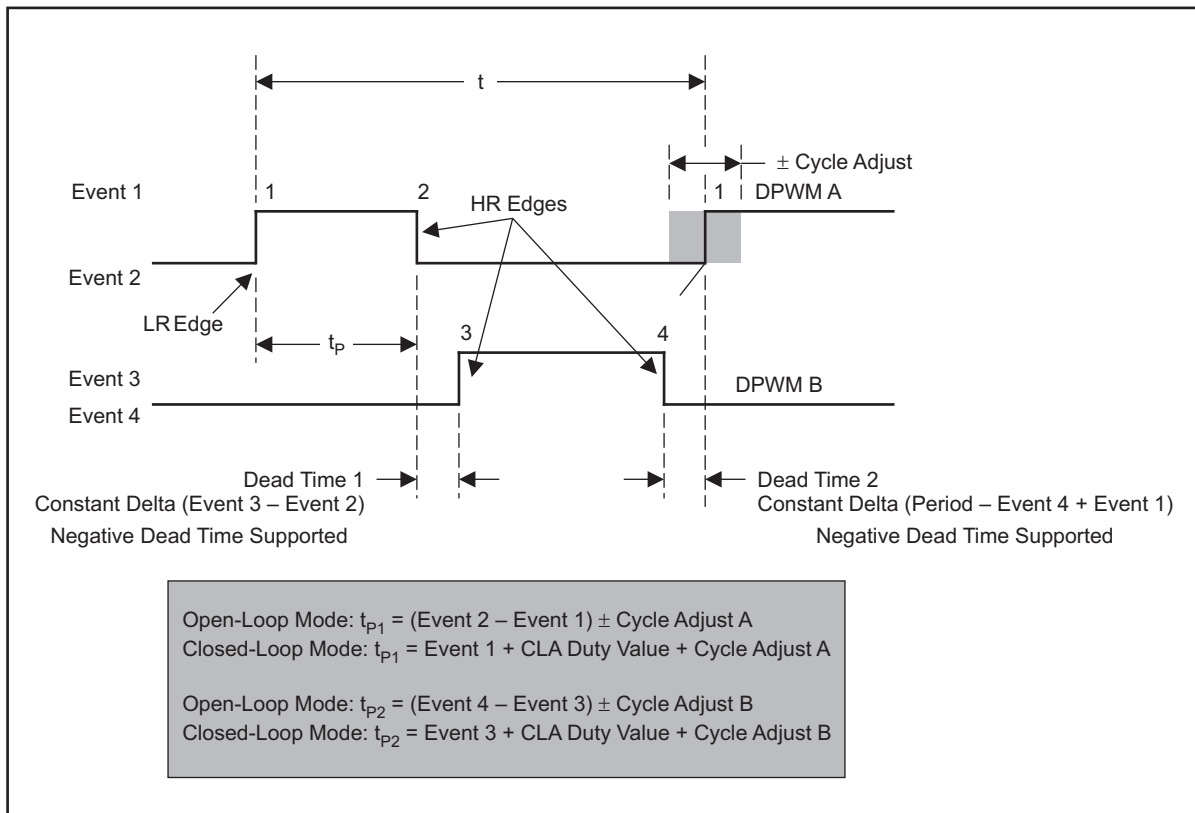 t
± Cycle Adjust
Event 1
1
2
HR Edges
1
DPWM A
Event 2
LR Edge
tP
3
4
Event 3
DPWM B
Event 4
Dead Time 1
Constant Delta (Event 3 – Event 2)
Negative Dead Time Supported
Dead Time 2
Constant Delta (Period – Event 4 + Event 1)
Negative Dead Time Supported
Open-Loop Mode: tP1 = (Event 2 – Event 1) ± Cycle Adjust A
Closed-Loop Mode: tP1 = Event 1 + CLA Duty Value + Cycle Adjust A
Open-Loop Mode: tP2 = (Event 4 – Event 3) ± Cycle Adjust B
Closed-Loop Mode: tP2 = Event 3 + CLA Duty Value + Cycle Adjust B